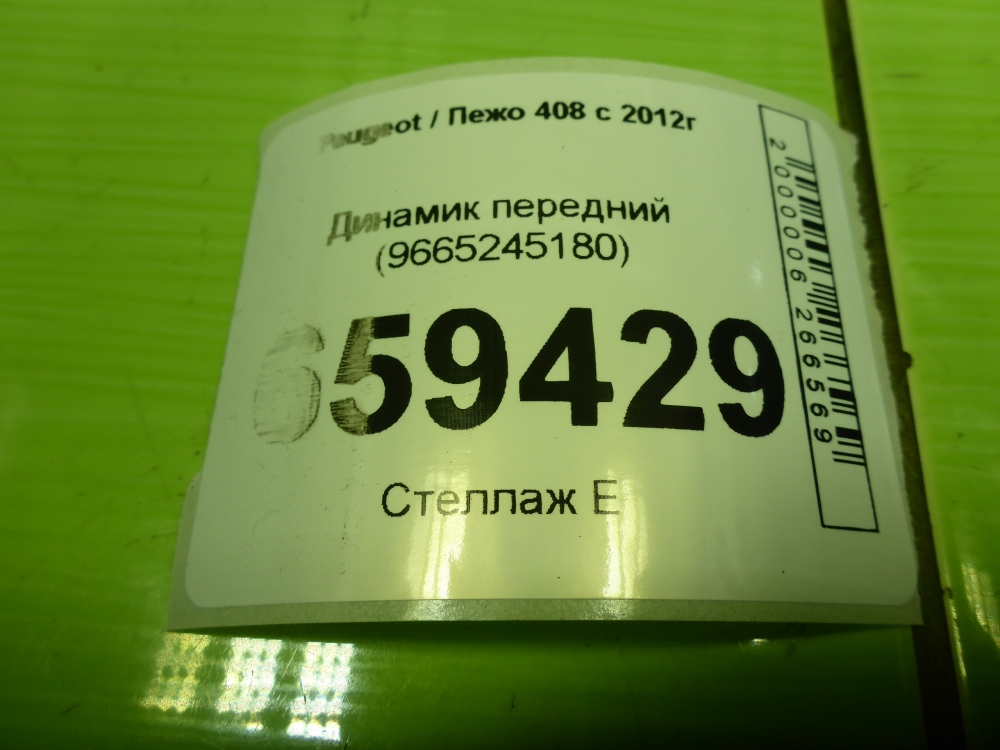 Peugeot / Пежо 408 с 2012г
Динамик передний
(9665245180)
659429
Стеллаж Е
2000006266569